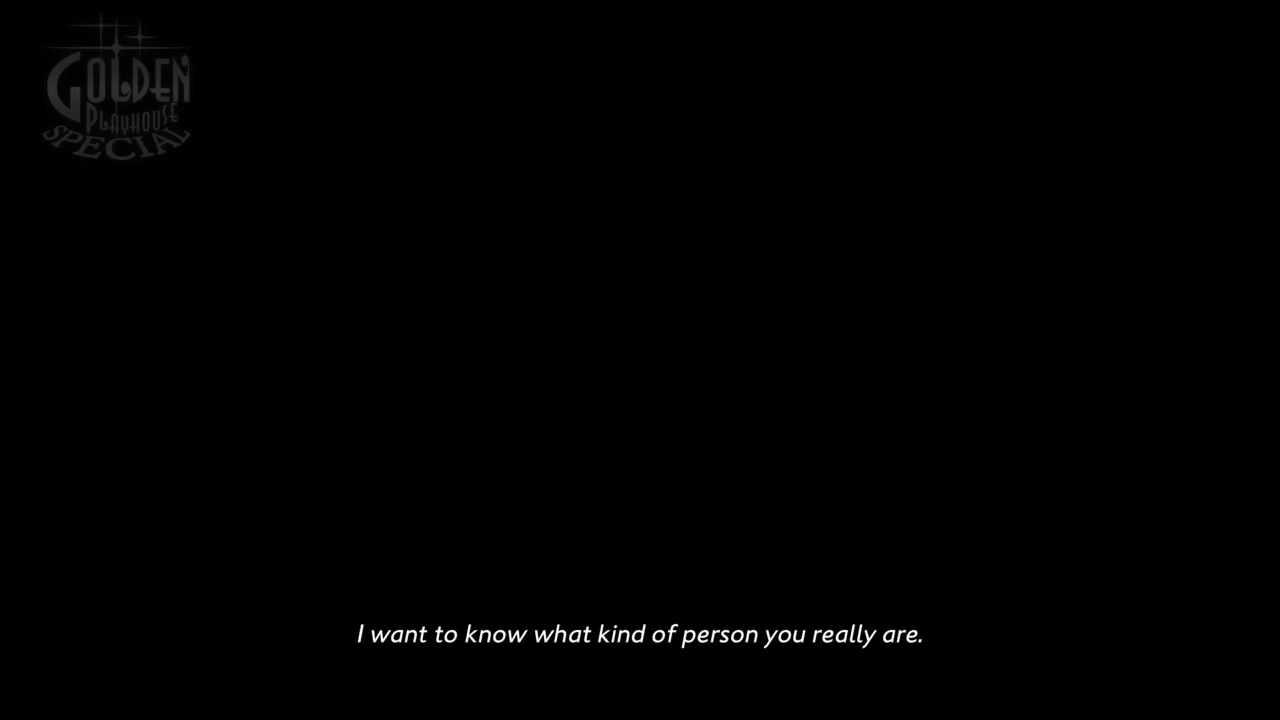 GOLDEN
PLAYHOUSE
SPECIAL
I want to know what kind of person you really are.